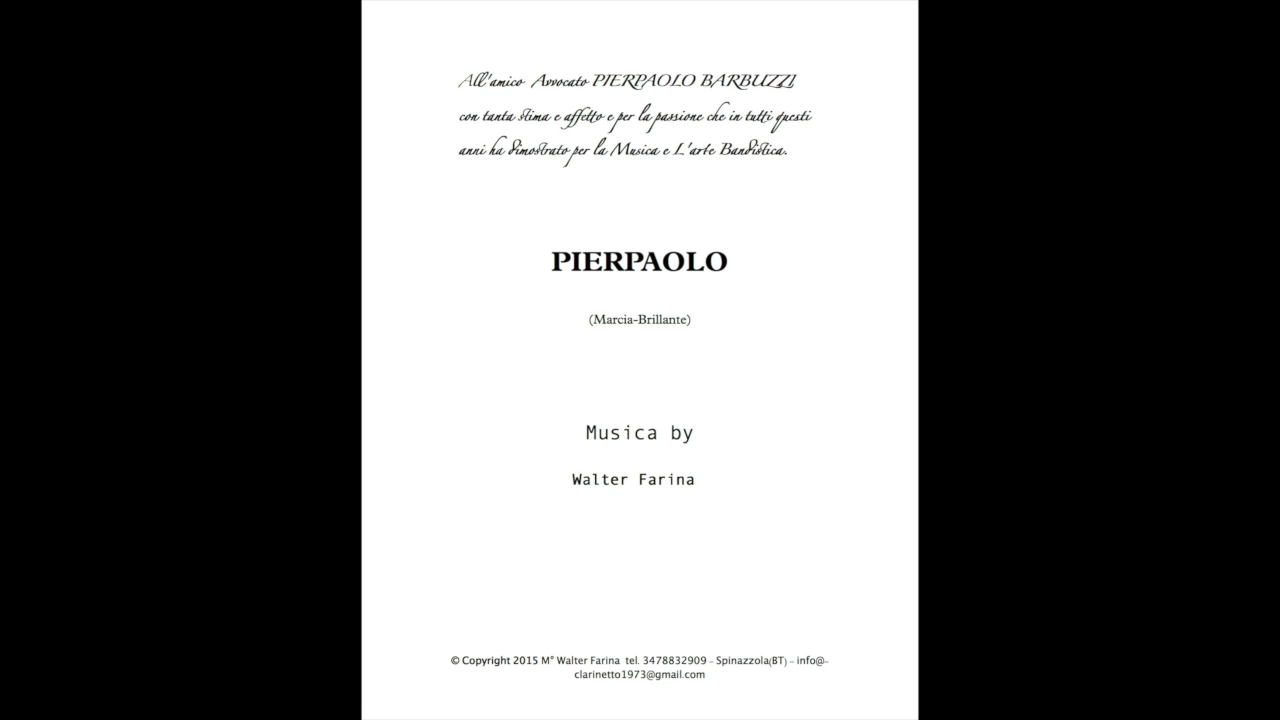 All'amico Avvocato PIERPAOLO BARBUZZI
con tanta stima e affetto e per la passione che in tutti questi
anni ha dimostrato per la Musica e L'arte Bandistica.
PIERPAOLO
(Marcia-Brillante)
Musica by
Walter Farina
© Copyright 2015 M° Walter Farina tel. 3478832909 – Spinazzola(BT) – info@–
clarinetto1973@gmail.com